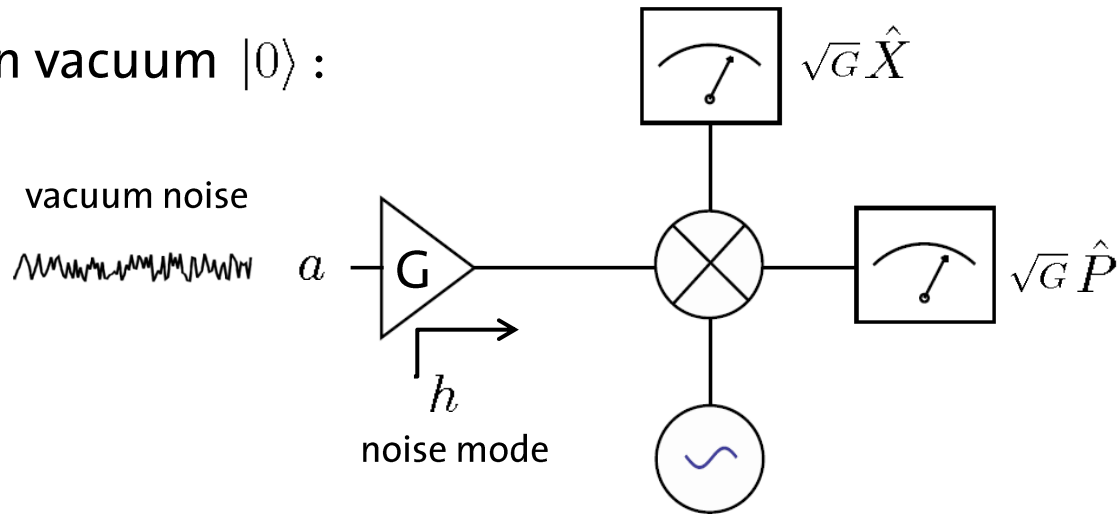 n vacuum |0⟩ :
√G X̂
vacuum noise
a
G
√G P̂
h
noise mode